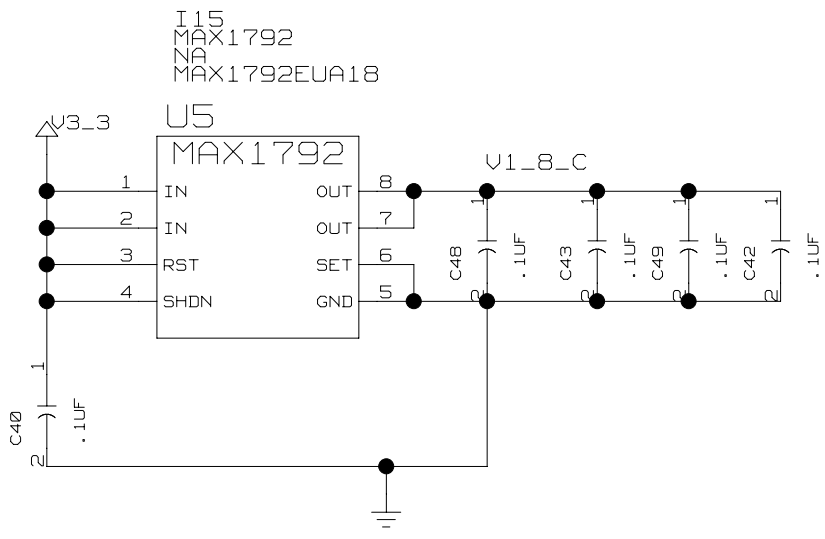 I15
MAX1792
NA
MAX1792EUA18
U5
V3_3
MAX1792
V1_8_C
1 IN OUT 8
2 IN OUT 7
3 RST SET 6
4 SHDN GND 5
1 C48 .1UF 2
1 C43 .1UF 2
1 C49 .1UF 2
1 C42 .1UF 2
1 C40 .1UF 2